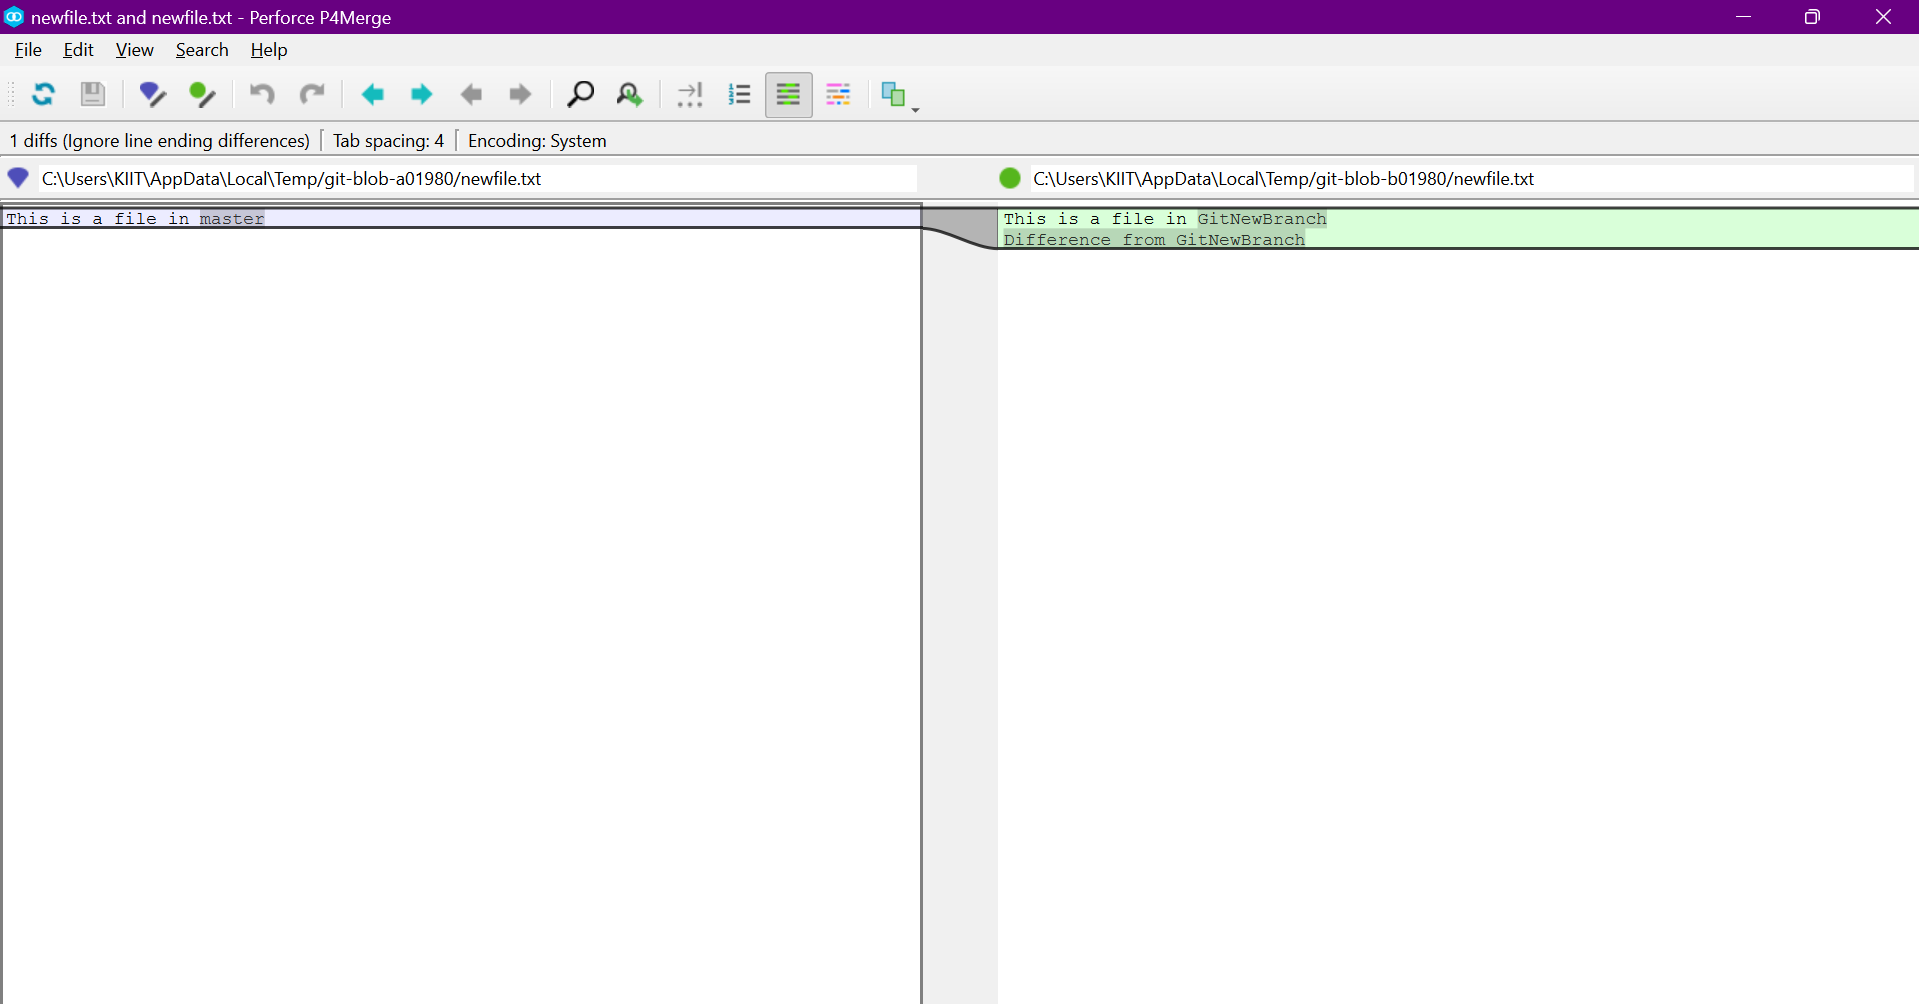 newfile.txt and newfile.txt - Perforce P4Merge
File Edit View Search Help
1 diffs (Ignore line ending differences) Tab spacing: 4 Encoding: System
C:\Users\KIIT\AppData\Local\Temp/git-blob-a01980/newfile.txt
C:\Users\KIIT\AppData\Local\Temp/git-blob-b01980/newfile.txt
This is a file in master
This is a file in GitNewBranch
Difference from GitNewBranch